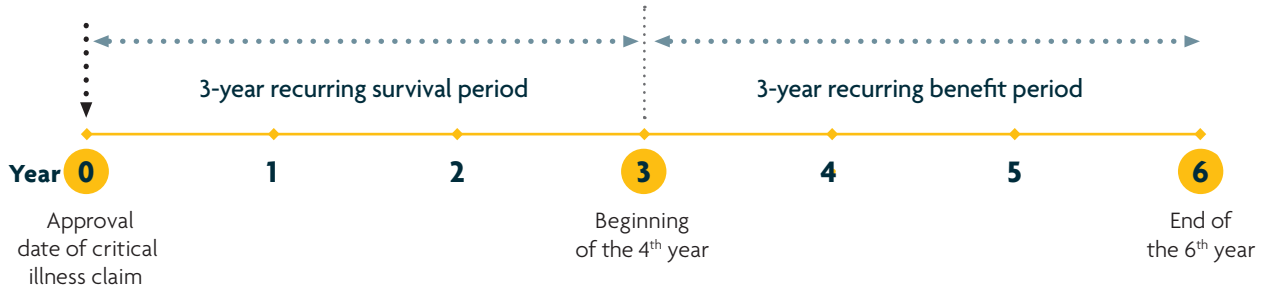 3-year recurring survival period
3-year recurring benefit period
Year 0 1 2 3 4 5 6
Approval
date of critical
illness claim
Beginning
of the 4th year
End of
the 6th year